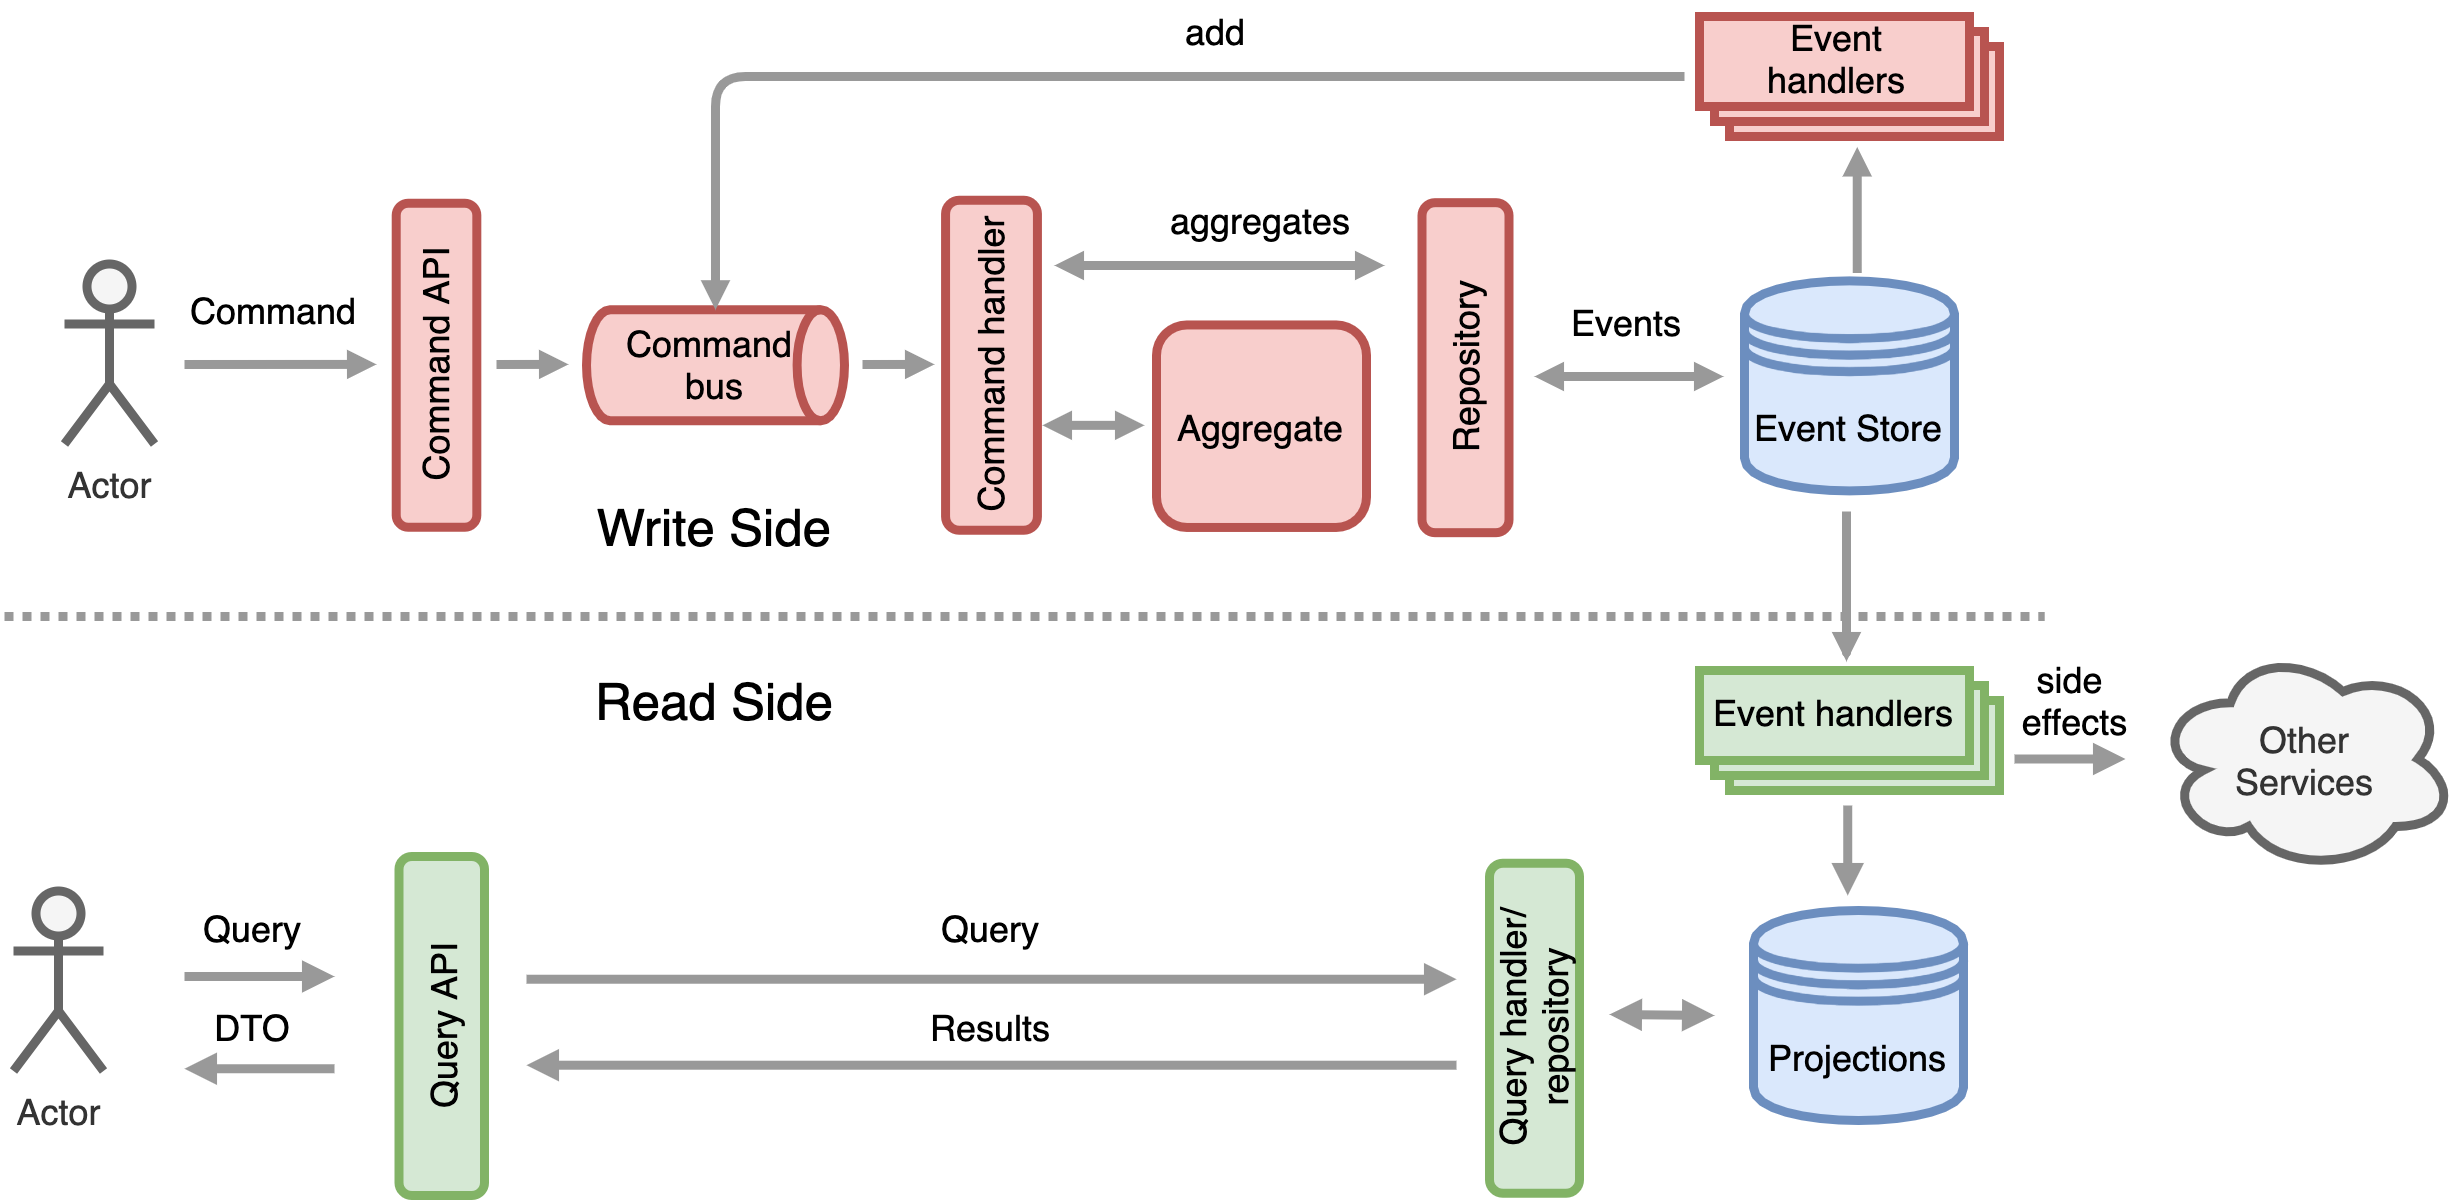 add
Event
handlers
Command
Actor
Command API
Command
bus
Command handler
aggregates
Aggregate
Repository
Events
Event Store
Write Side
Read Side
Event handlers
side
effects
Other
Services
Query
DTO
Actor
Query API
Query
Results
Query handler/
repository
Projections